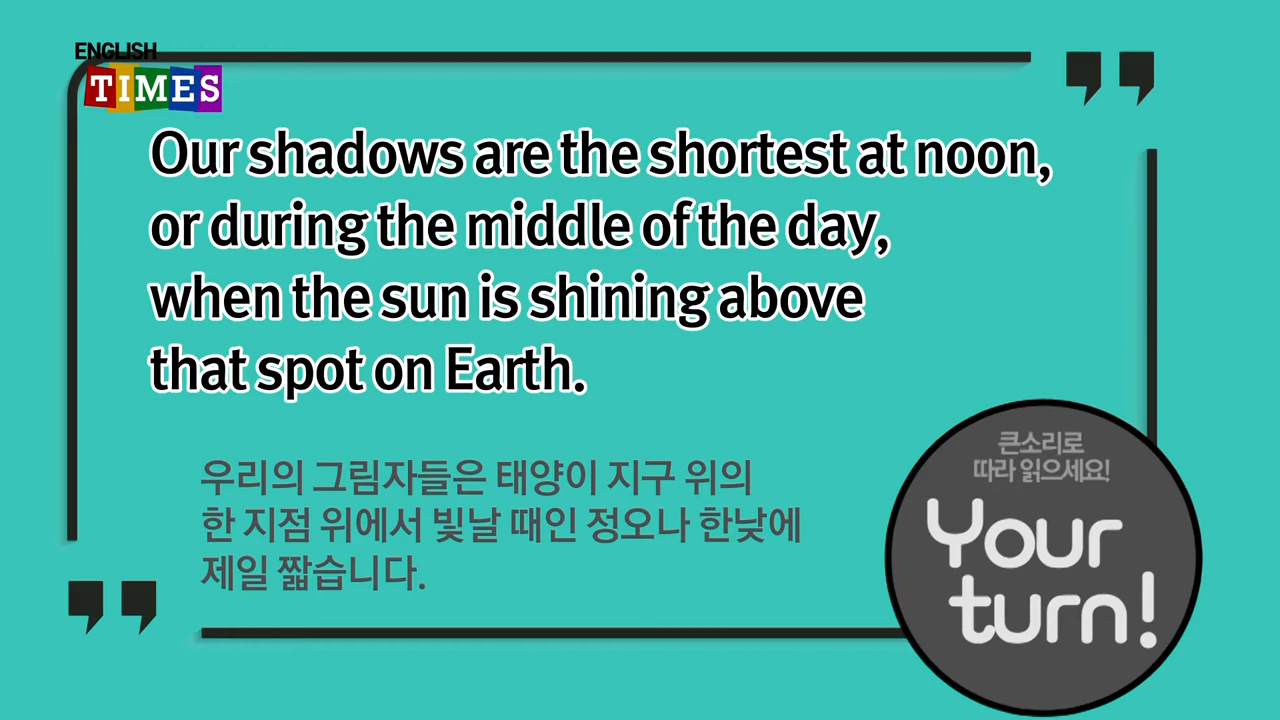 ENGLISH
TIMES
Our shadows are the shortest at noon,
or during the middle of the day,
when the sun is shining above
that spot on Earth.
우리의 그림자들은 태양이 지구 위의
한 지점 위에서 빛날 때인 정오나 한낮에
제일 짧습니다.
큰소리로
따라 읽으세요!
Your
turn!